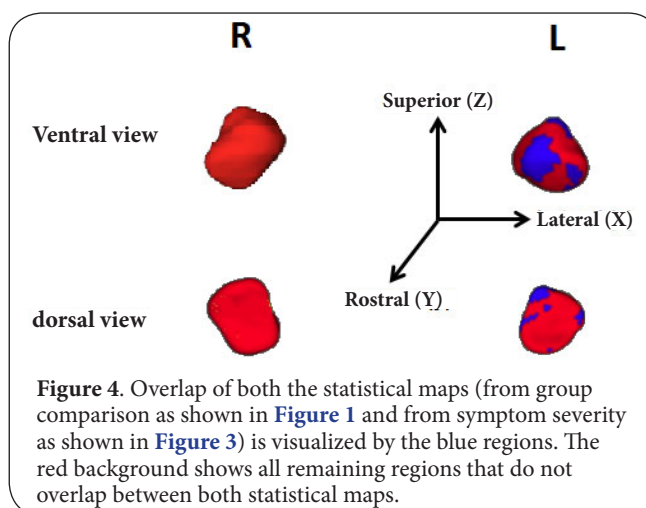 R
L
Superior (Z)
Ventral view
Lateral (X)
Rostral (Y)
dorsal view
Figure 4. Overlap of both the statistical maps (from group
comparison as shown in Figure 1 and from symptom severity
as shown in Figure 3) is visualized by the blue regions. The
red background shows all remaining regions that do not
overlap between both statistical maps.